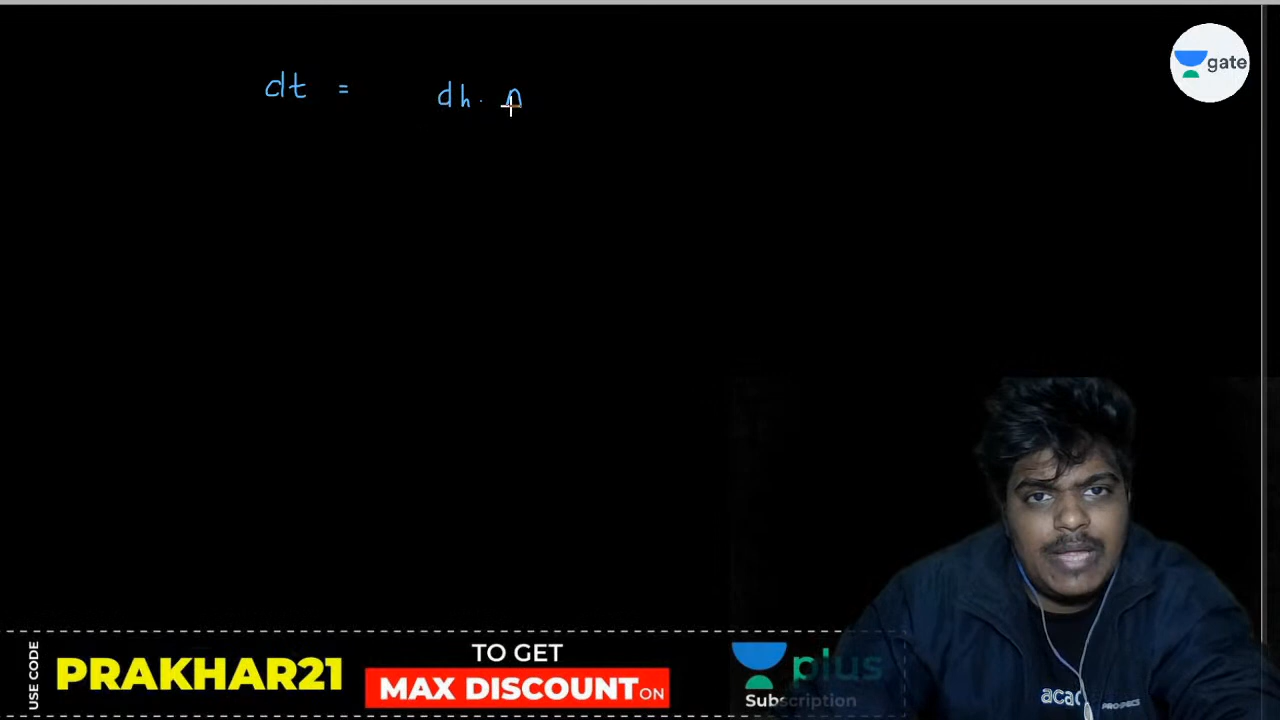 gate
dt = dh. A
USE CODE
PRAKHAR21
TO GET
MAX DISCOUNT ON
plus
Subscription